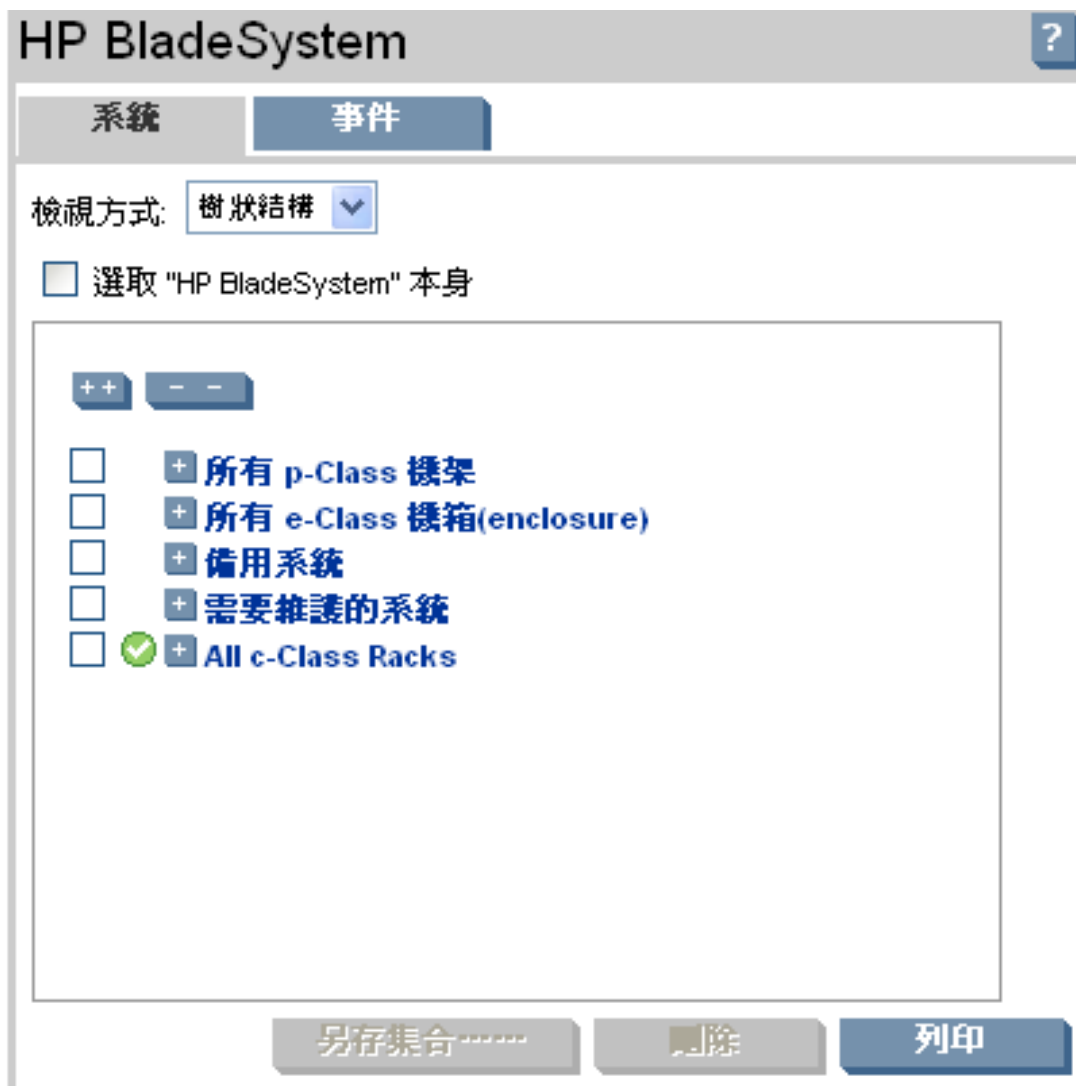 HP BladeSystem
?
系統 事件
檢視方式: 樹狀結構
選取 "HP BladeSystem" 本身
++ - -
+ 所有 p-Class 機架
+ 所有 e-Class 機箱(enclosure)
+ 備用系統
+ 需要維護的系統
+ All c-Class Racks
另存集合⋯⋯ 刪除 列印